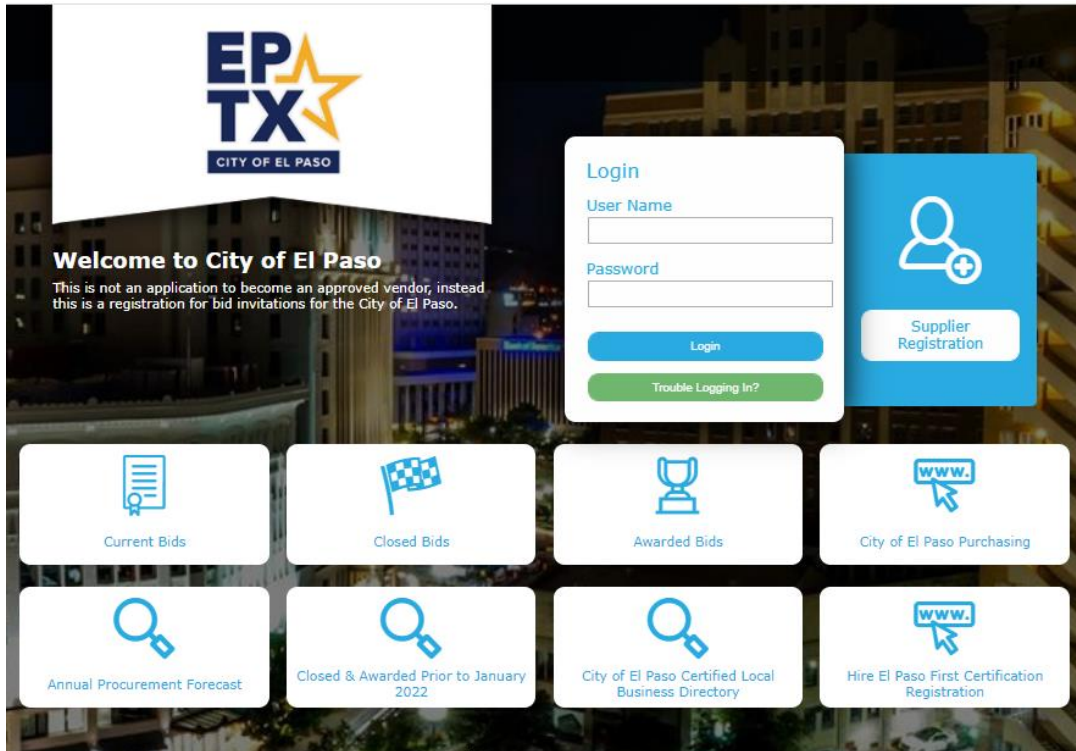 EP
TX
CITY OF EL PASO
Welcome to City of El Paso
This is not an application to become an approved vendor, instead
this is a registration for bid invitations for the City of El Paso.
Login
User Name
Password
Login
Trouble Logging In?
Supplier
Registration
Current Bids
Closed Bids
Awarded Bids
www.
City of El Paso Purchasing
Annual Procurement Forecast
Closed & Awarded Prior to January
2022
City of El Paso Certified Local
Business Directory
www.
Hire El Paso First Certification
Registration